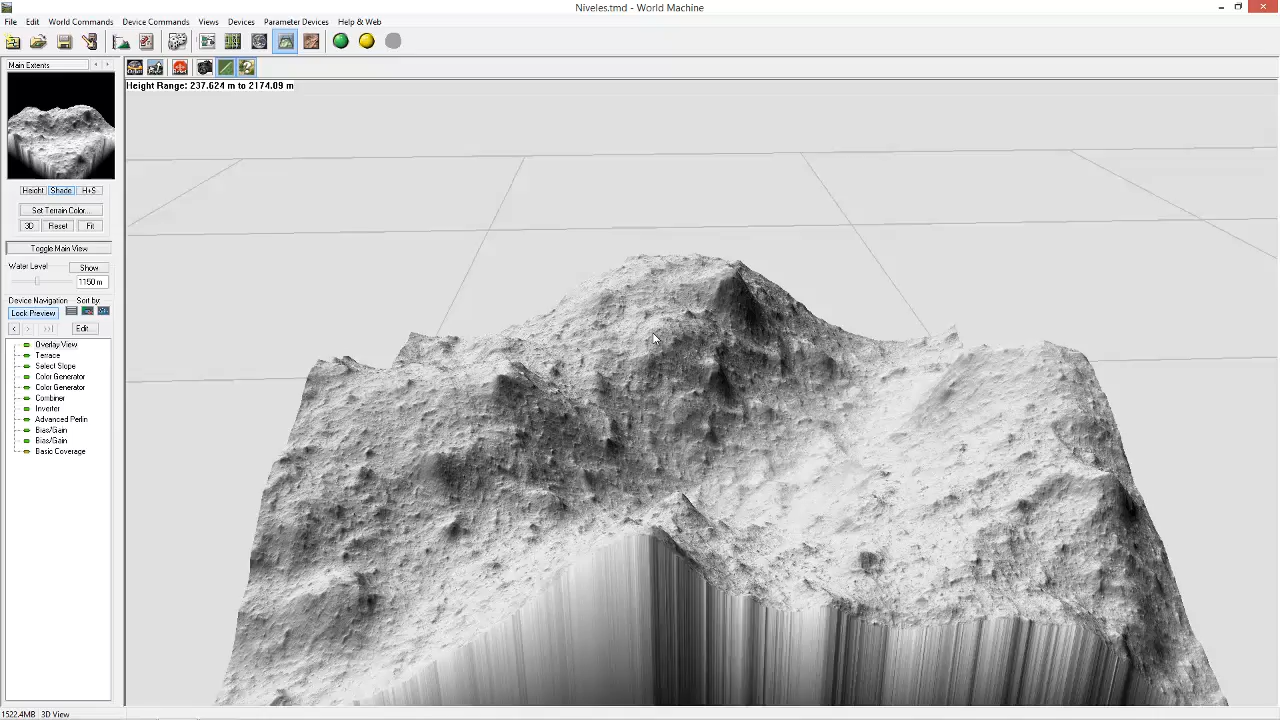 Niveles.tmd - World Machine
File Edit World Commands Device Commands Views Devices Parameter Devices Help & Web
Main Extents
Height Range: 237.624 m to 2174.09 m
Height Shade H+S
Set Terrain Color...
3D Reset Fit
Toggle Main View
Water Level Show
1150 m
Device Navigation Sort by:
Lock Preview
Edit...
Overlay View
Terrace
Select Slope
Color Generator
Color Generator
Combiner
Inverter
Advanced Perlin
Bias/Gain
Bias/Gain
Basic Coverage
1522.4MB 3D View